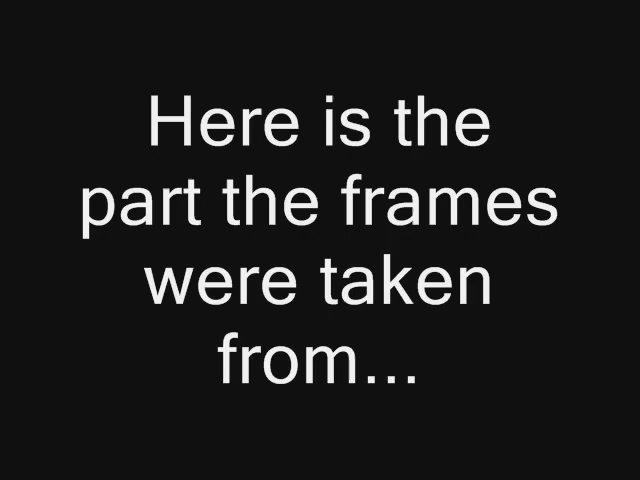 Here is the
part the frames
were taken
from...